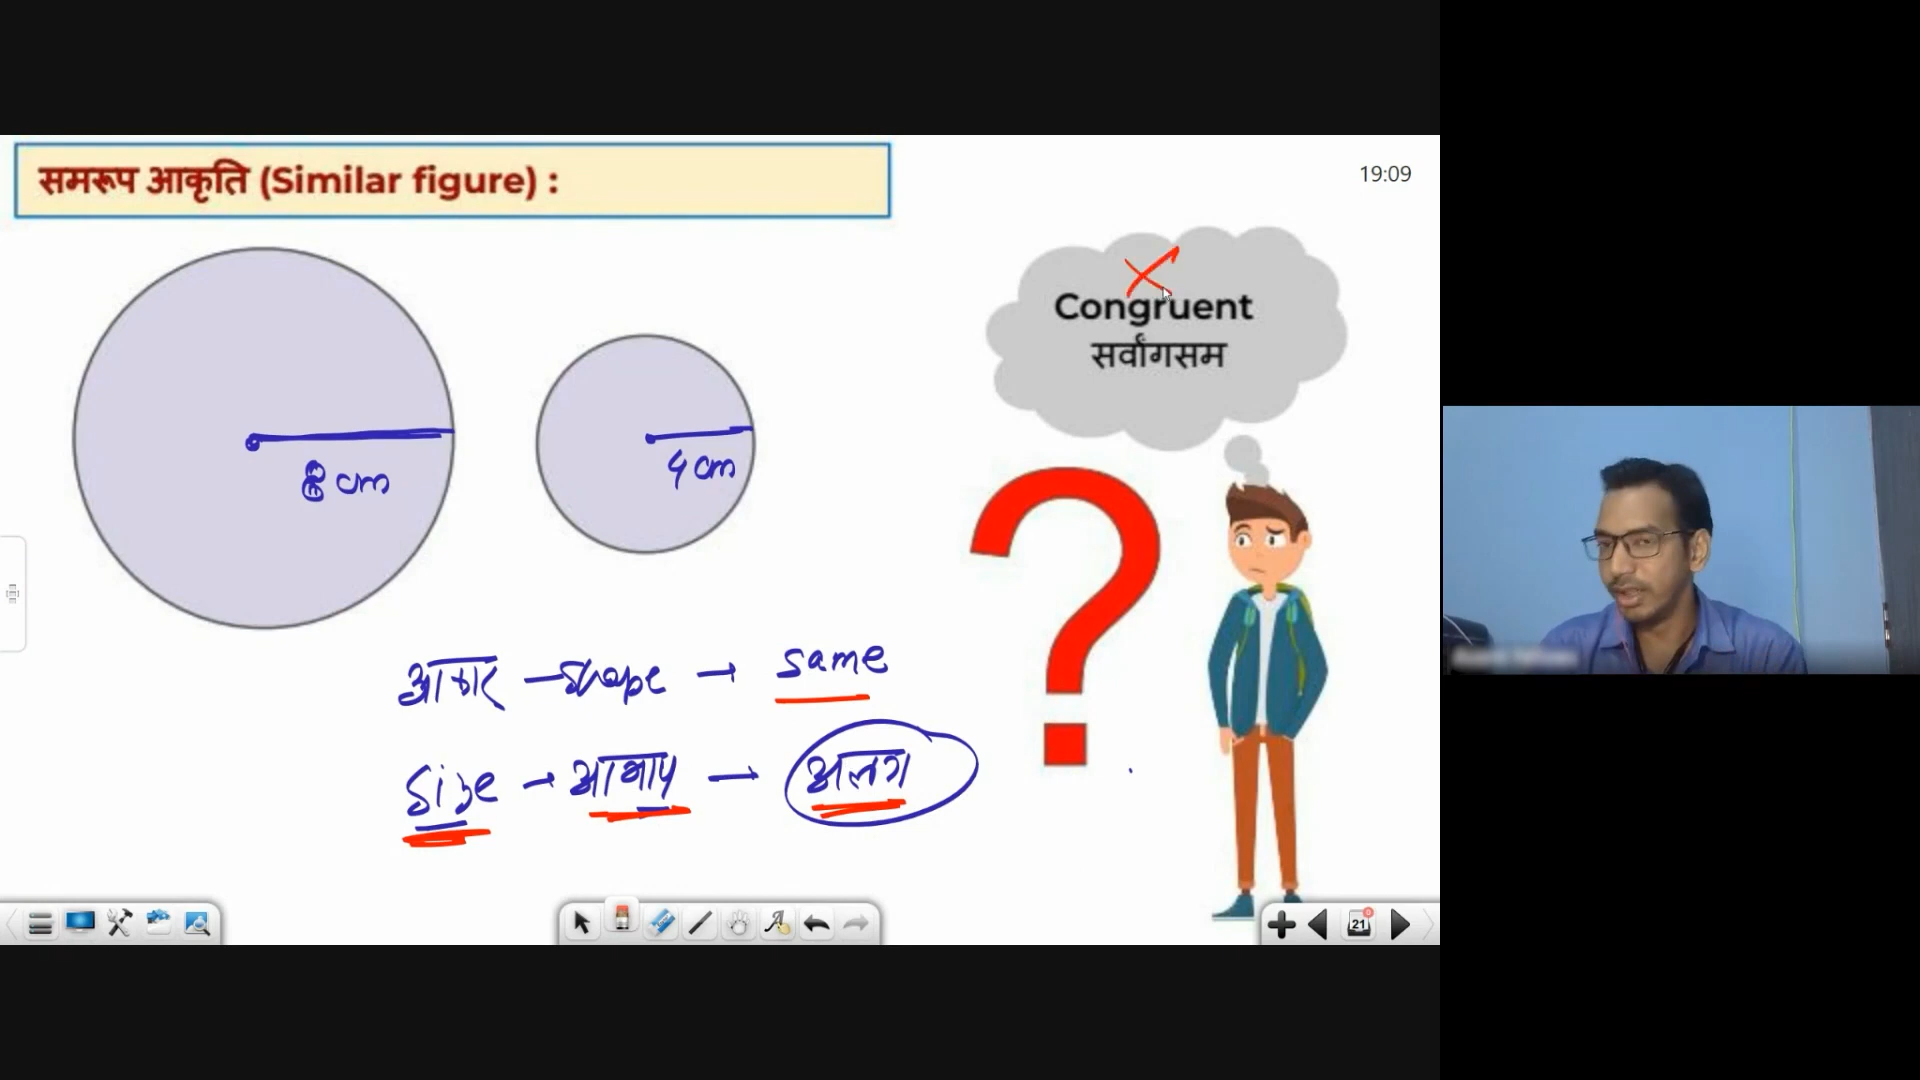 समरूप आकृति (Similar figure) :
19:09
Congruent
सर्वांगसम
8 cm
4 cm
आकार – Shape → same
Size → आमाप → अलग
21